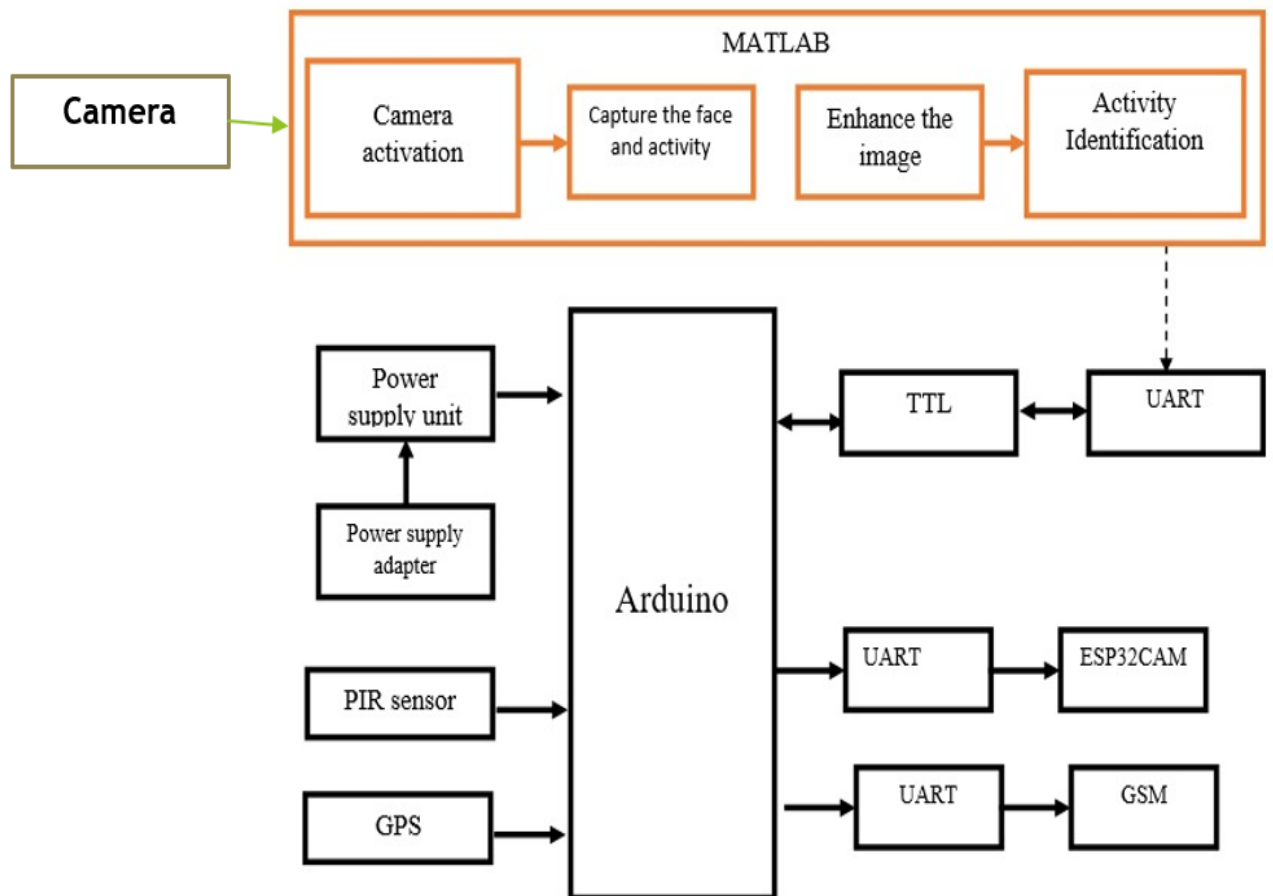 MATLAB
Camera
Camera
activation
Capture the face
and activity
Enhance the
image
Activity
Identification
Power
supply unit
TTL
UART
Power supply
adapter
Arduino
PIR sensor
UART
ESP32CAM
GPS
UART
GSM